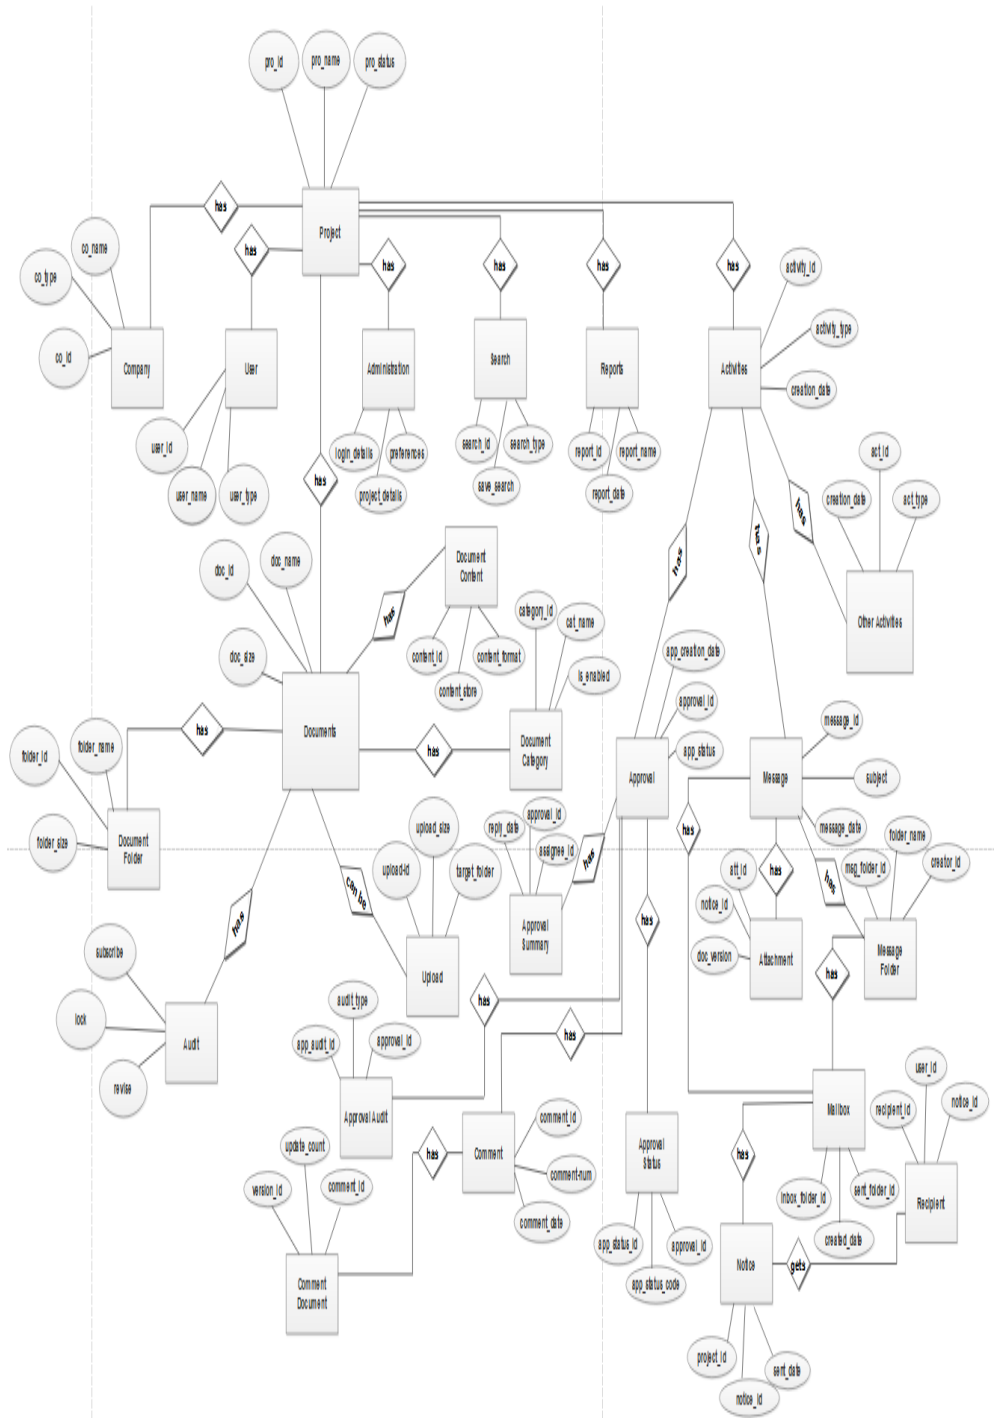 pro_id
pro_name
pro_status
has
Project
has
has
has
has
has
co_name
co_type
co_id
activity_id
activity_type
creation_date
Company
User
Administration
Search
Reports
Activities
user_id
user_name
user_type
login_details
preferences
project_details
search_id
search_type
save_search
report_id
report_name
report_date
has
act_id
creation_date
act_type
has
has
has
doc_id
doc_name
doc_size
Document
Content
has
content_id
content_format
content_store
category_id
cat_name
is_enabled
Other Activities
app_creation_date
approval_id
app_status
Documents
has
has
Document
Category
Approval
Message
message_id
subject
message_date
folder_id
folder_name
folder_size
Document
Folder
upload_size
upload-id
target_folder
reply_date
approval_id
assignee_id
has
has
has
has
folder_name
msg_folder_id
creator_id
att_id
notice_id
doc_version
can be
has
subscribe
lock
revise
Audit
Upload
Approval
Summary
has
Attachment
Message
Folder
has
has
has
audit_type
app_audit_id
approval_id
Approval Audit
Comment
comment_id
comment-num
comment_date
Approval
Status
Mailbox
user_id
recipient_id
notice_id
has
has
update_count
version_id
comment_id
inbox_folder_id
sent_folder_id
created_date
Recipient
app_status_id
approval_id
app_status_code
Comment
Document
Notice
gets
project_id
sent_date
notice_id